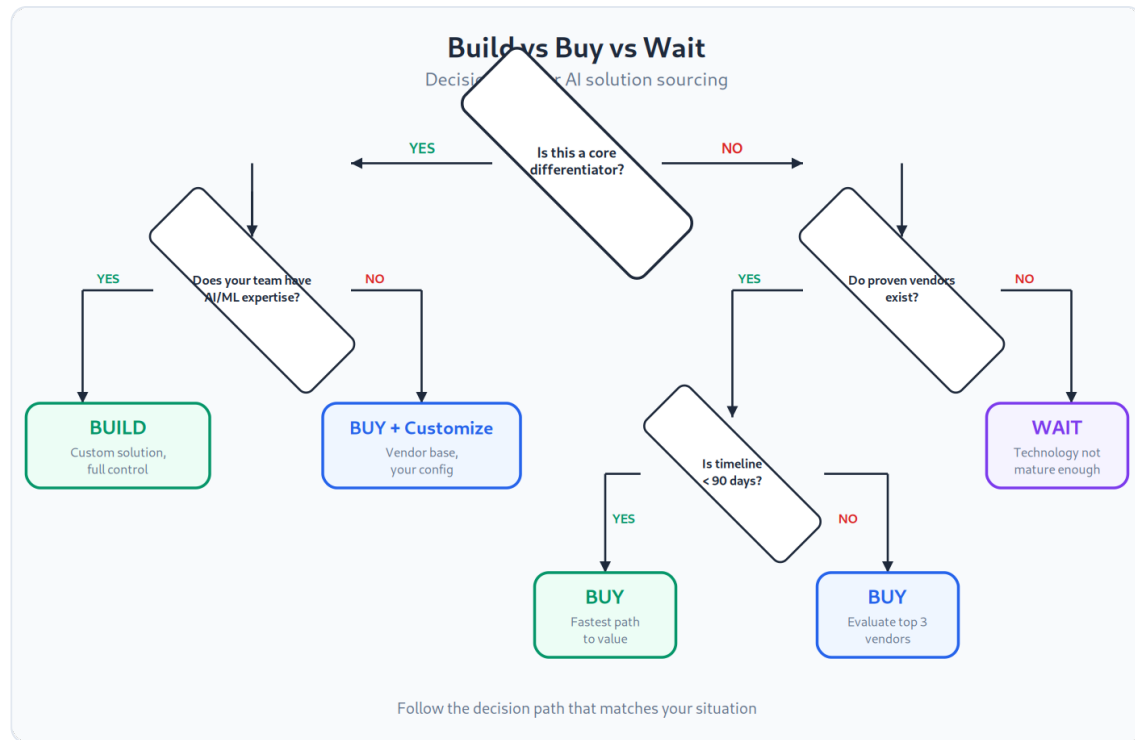 Build vs Buy vs Wait
AI solution sourcing
YES
Is this a core
differentiator?
NO
YES
Does your team have
AI/ML expertise?
NO
YES
Do proven vendors
exist?
NO
BUILD
Custom solution,
full control
BUY + Customize
Vendor base,
your config
Is timeline
< 90 days?
WAIT
Technology not
mature enough
YES
NO
BUY
Fastest path
to value
BUY
Evaluate top 3
vendors
Follow the decision path that matches your situation